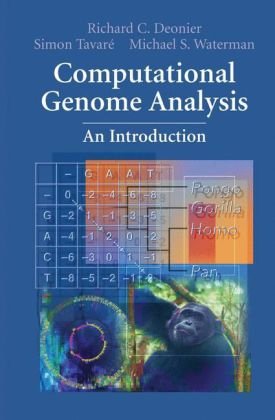 Richard C. Deonier
Simon Tavaré Michael S. Waterman
Computational
Genome Analysis
An Introduction
– G A A T
– 0 -2 -4 -6 -8
G -2 1 -1 -3 -5
A -4 -1 2 0 -2
C -6 -3 0 1 -1
T -8 -5 -2 -1
Pongo
Gorilla
Homo
Pan